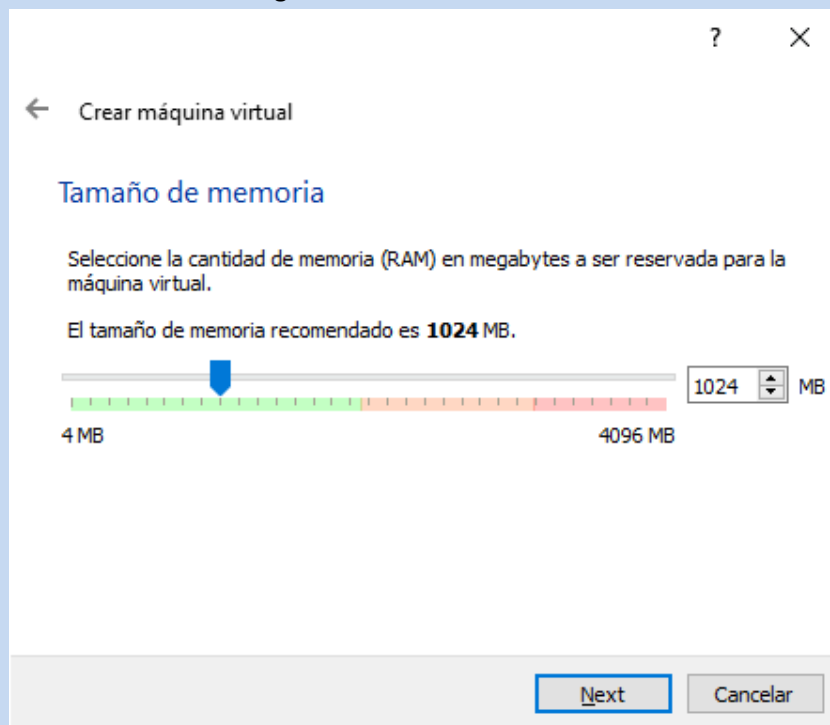 ?
Crear máquina virtual
Tamaño de memoria
Seleccione la cantidad de memoria (RAM) en megabytes a ser reservada para la
máquina virtual.
El tamaño de memoria recomendado es 1024 MB.
1024 MB
4 MB 4096 MB
Next Cancelar